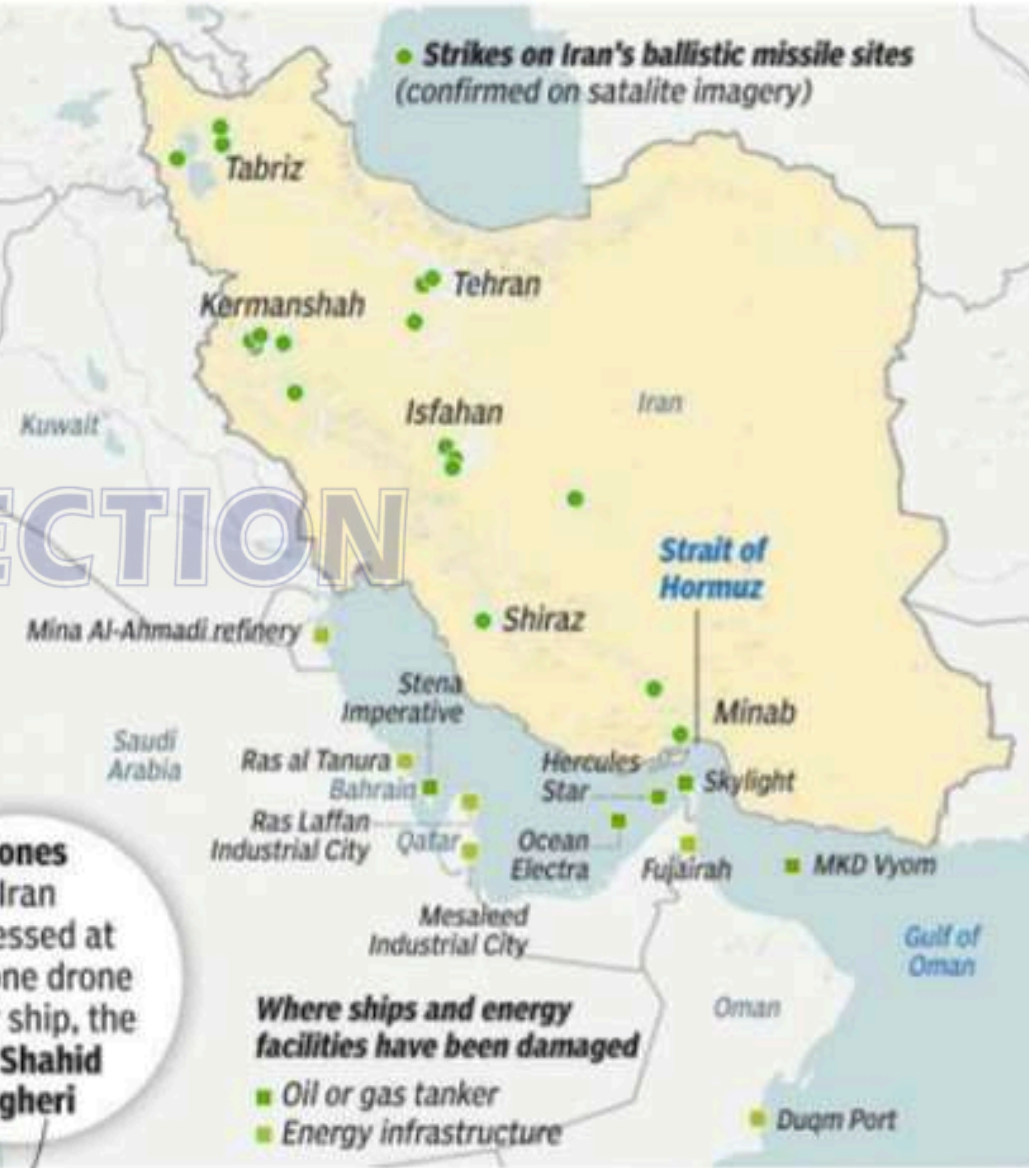 Strikes on Iran's ballistic missile sites
(confirmed on satalite imagery)
Tabriz
Tehran
Kermanshah
Isfahan
Iran
Kuwait
ECTION
Strait of
Hormuz
Shiraz
Mina Al-Ahmadi refinery
Stena
Imperative
Minab
Saudi
Arabia
Ras al Tanura
Hercules
Star
Skylight
Bahrain
Ras Laffan
Industrial City
Qatar
Ocean
Electra
Fujairah
MKD Vyom
ones
Iran
essed at
one drone
ship, the
Shahid
gheri
Mesaieed
Industrial City
Gulf of
Oman
Oman
Where ships and energy
facilities have been damaged
Oil or gas tanker
Energy infrastructure
Duqm Port